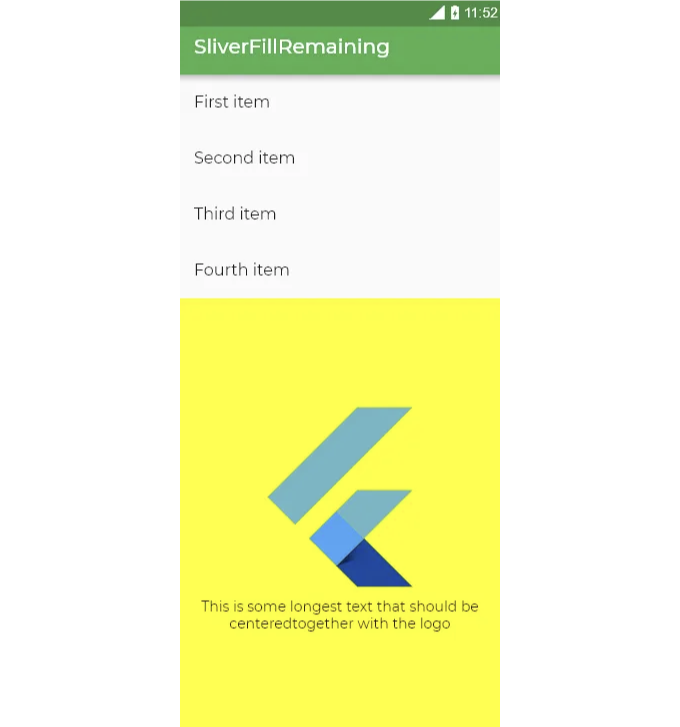 11:52
SliverFillRemaining
First item
Second item
Third item
Fourth item
This is some longest text that should be
centeredtogether with the logo